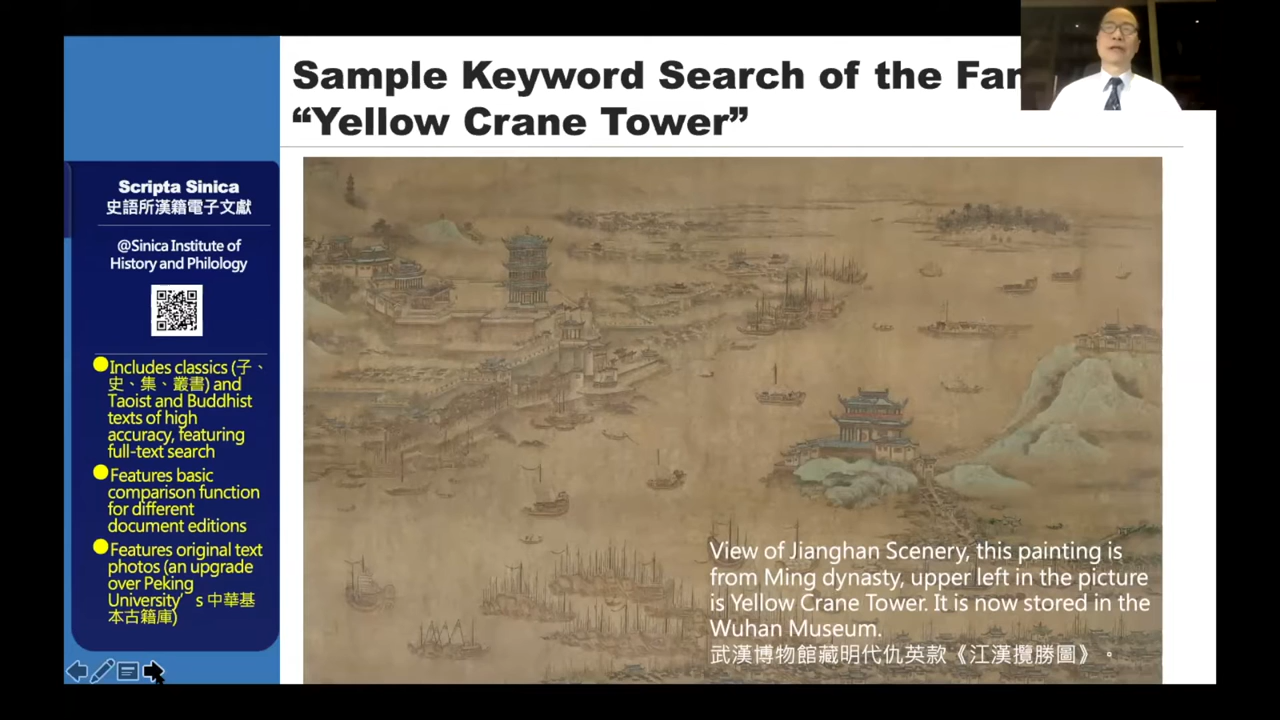 Sample Keyword Search of the
“Yellow Crane Tower”
Scripta Sinica
史語所漢籍電子文獻
@Sinica Institute of
History and Philology
Includes classics (子、
史、集、叢書) and
Taoist and Buddhist
texts of high
accuracy, featuring
full-text search
Features basic
comparison function
for different
document editions
Features original text
photos (an upgrade
over Peking
University’s 中華基
本古籍庫)
View of Jianghan Scenery, this painting is
from Ming dynasty, upper left in the picture
is Yellow Crane Tower. It is now stored in the
Wuhan Museum.
武漢博物館藏明代仇英款《江漢攬勝圖》。